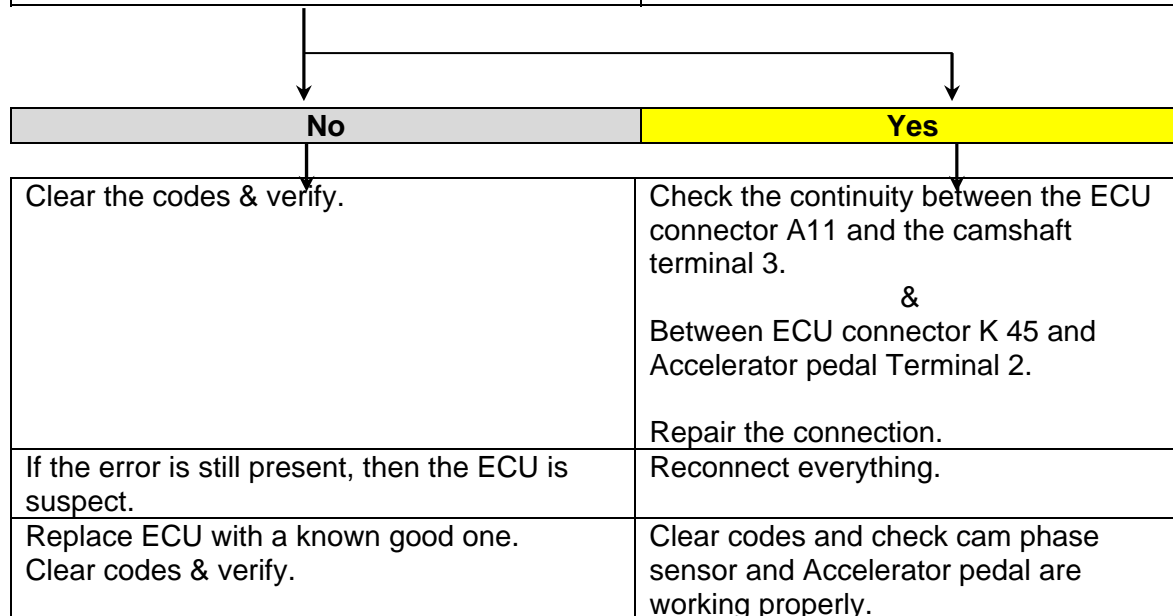 No
Yes
Clear the codes & verify.
Check the continuity between the ECU
connector A11 and the camshaft
terminal 3.
&
Between ECU connector K 45 and
Accelerator pedal Terminal 2.
Repair the connection.
If the error is still present, then the ECU is
suspect.
Reconnect everything.
Replace ECU with a known good one.
Clear codes & verify.
Clear codes and check cam phase
sensor and Accelerator pedal are
working properly.